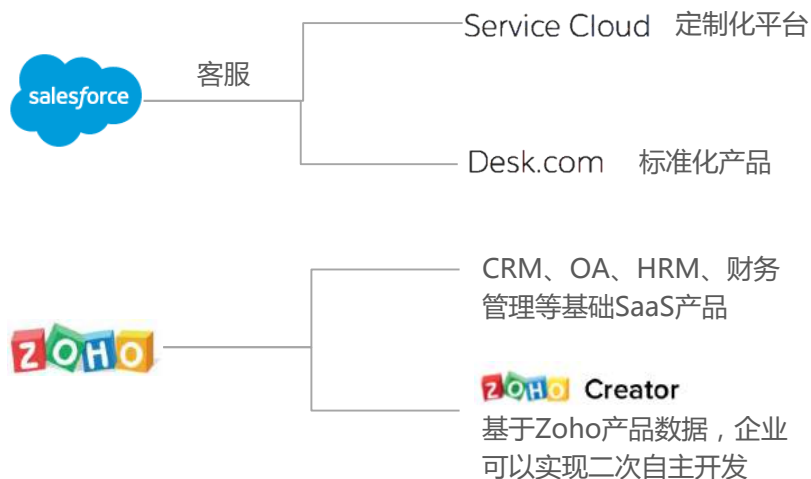 Service Cloud 定制化平台
客服
salesforce
Desk.com 标准化产品
CRM、OA、HRM、财务
管理等基础SaaS产品
ZOHO
ZOHO Creator
基于Zoho产品数据，企业
可以实现二次自主开发